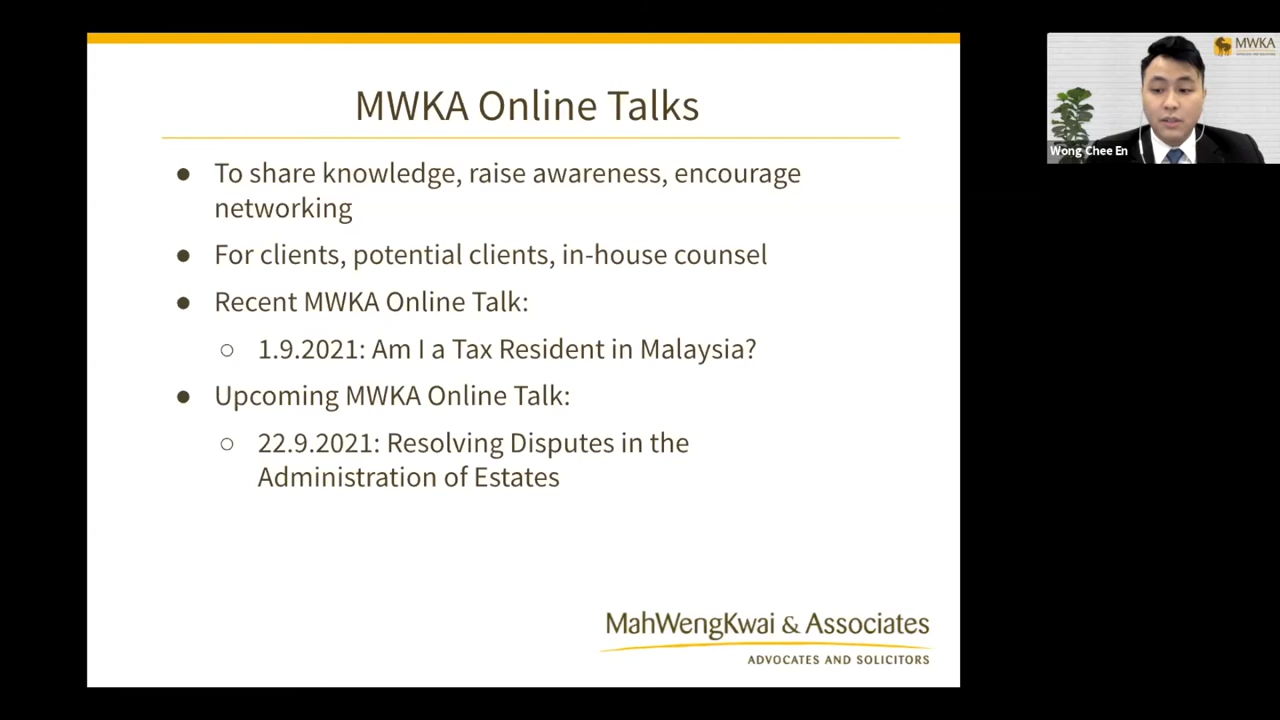 MWKA Online Talks
● To share knowledge, raise awareness, encourage
networking
● For clients, potential clients, in-house counsel
● Recent MWKA Online Talk:
○ 1.9.2021: Am I a Tax Resident in Malaysia?
● Upcoming MWKA Online Talk:
○ 22.9.2021: Resolving Disputes in the
Administration of Estates
MahWengKwai & Associates
ADVOCATES AND SOLICITORS
MWKA
Wong Chee En